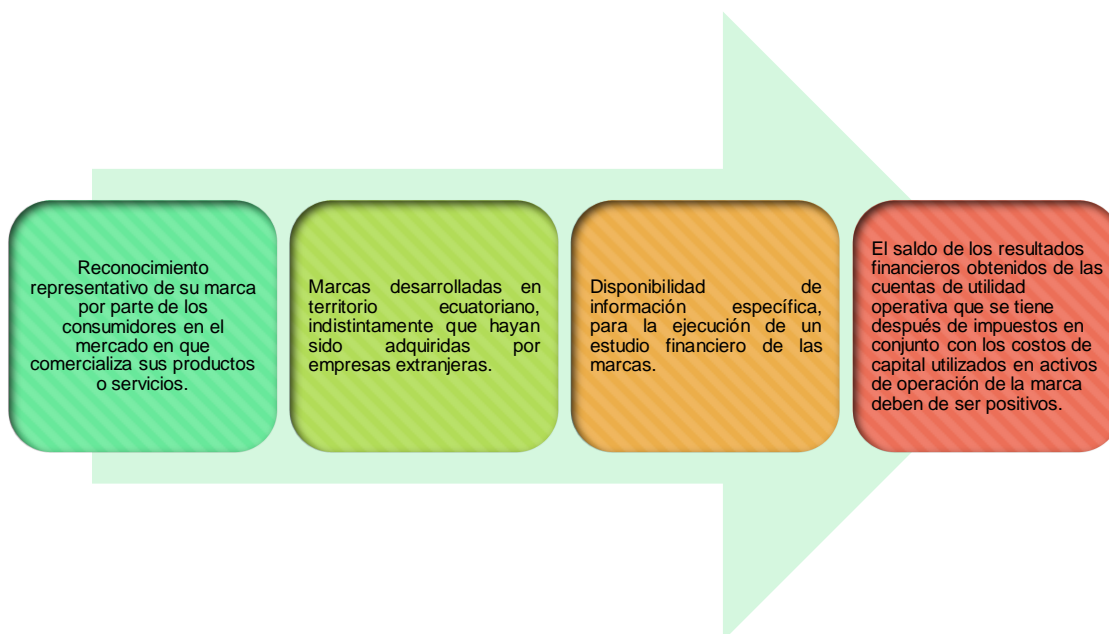 Reconocimiento
representativo de su marca
por parte de los
consumidores en el
mercado en que
comercializa sus productos
o servicios.
Marcas desarrolladas en
territorio ecuatoriano,
indistintamente que hayan
sido adquiridas por
empresas extranjeras.
Disponibilidad de
información específica,
para la ejecución de un
estudio financiero de las
marcas.
El saldo de los resultados
financieros obtenidos de las
cuentas de utilidad
operativa que se tiene
después de impuestos en
conjunto con los costos de
capital utilizados en activos
de operación de la marca
deben de ser positivos.